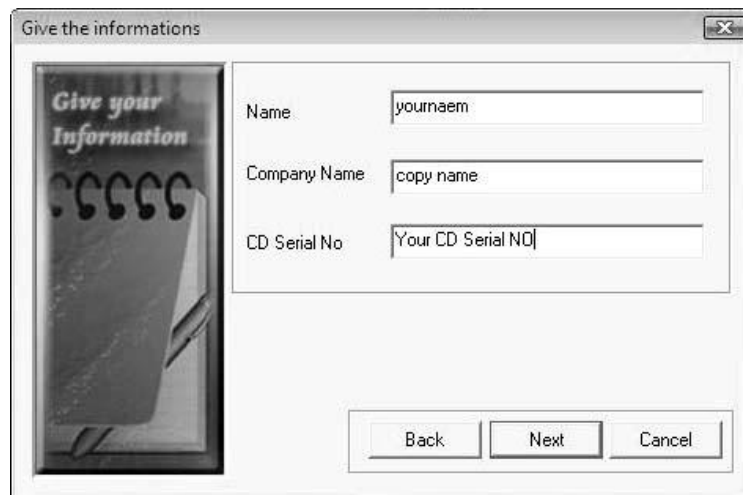 Give the informations
Give your
Information
Name
yournaem
Company Name
copy name
CD Serial No
Your CD Serial NO
Back
Next
Cancel